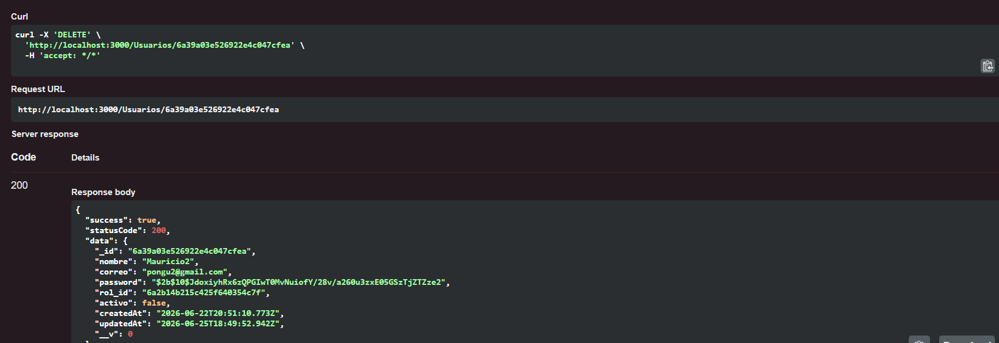 Curl
curl -X 'DELETE' \
  'http://localhost:3000/Usuarios/6a39a03e526922e4c047cfea' \
  -H 'accept: */*'
Request URL
http://localhost:3000/Usuarios/6a39a03e526922e4c047cfea
Server response
Code Details
200
Response body
{
  "success": true,
  "statusCode": 200,
  "data": {
    "_id": "6a39a03e526922e4c047cfea",
    "nombre": "Mauricio2",
    "correo": "pongu2@gmail.com",
    "password": "$2b$10$JdoxiyhRx6zQPGIwT0MvNuiofY/28v/a260u3zxE05GSzTjZTZze2",
    "rol_id": "6a2b14b215c425f640354c7f",
    "activo": false,
    "createdAt": "2026-06-22T20:51:10.773Z",
    "updatedAt": "2026-06-25T18:49:52.942Z",
    "__v": 0